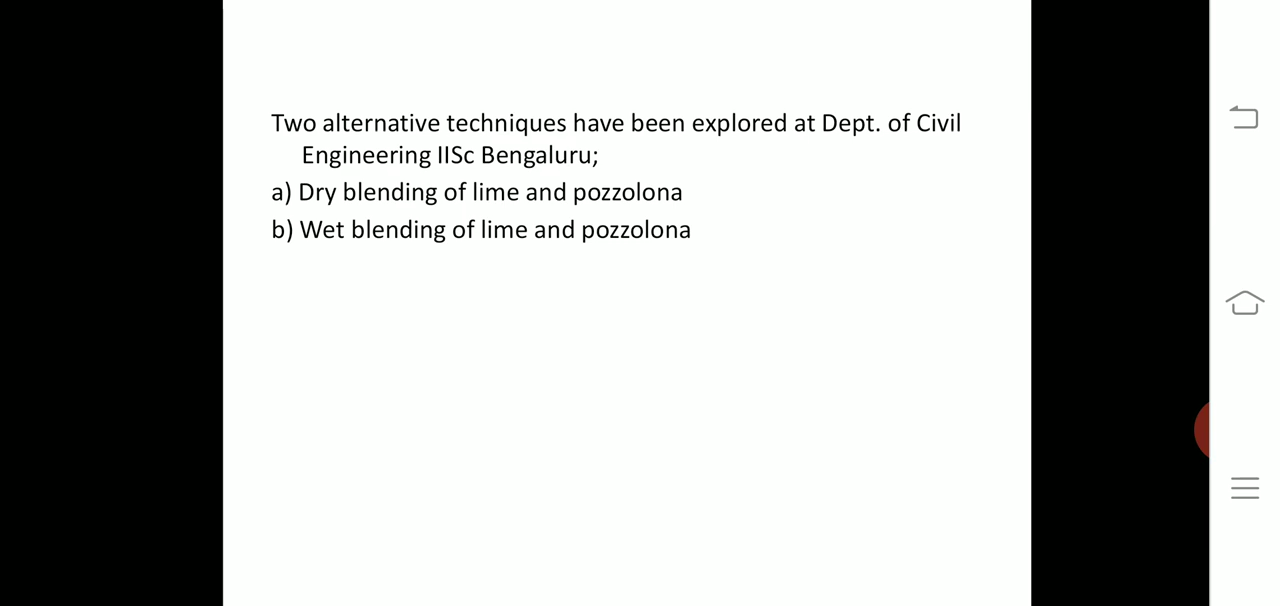 Two alternative techniques have been explored at Dept. of Civil
Engineering IISc Bengaluru;
a) Dry blending of lime and pozzolona
b) Wet blending of lime and pozzolona